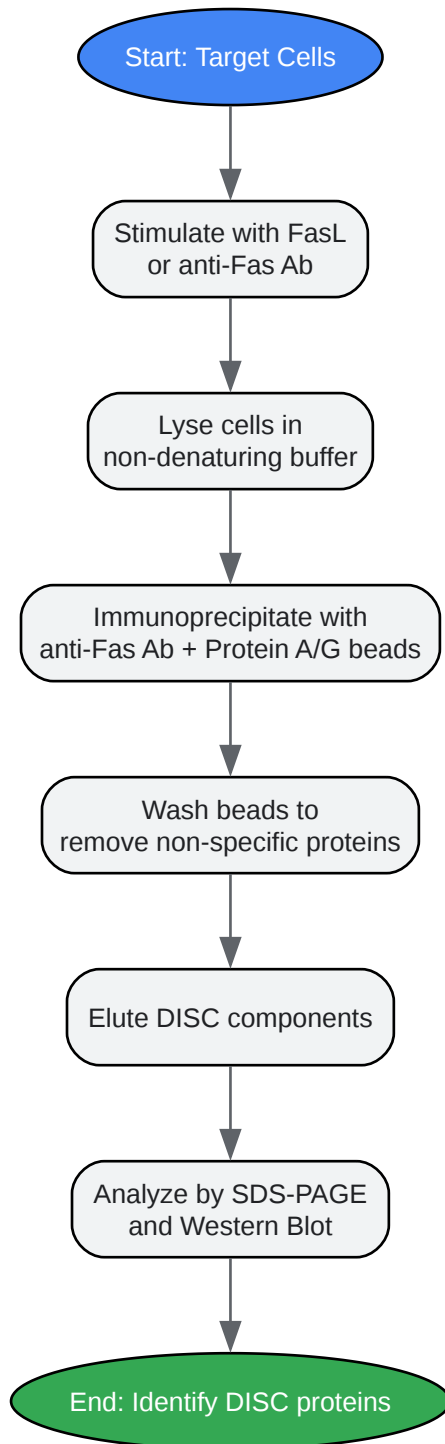 Start: Target Cells
Stimulate with FasL
or anti-Fas Ab
Lyse cells in
non-denaturing buffer
Immunoprecipitate with
anti-Fas Ab + Protein A/G beads
Wash beads to
remove non-specific proteins
Elute DISC components
Analyze by SDS-PAGE
and Western Blot
End: Identify DISC proteins